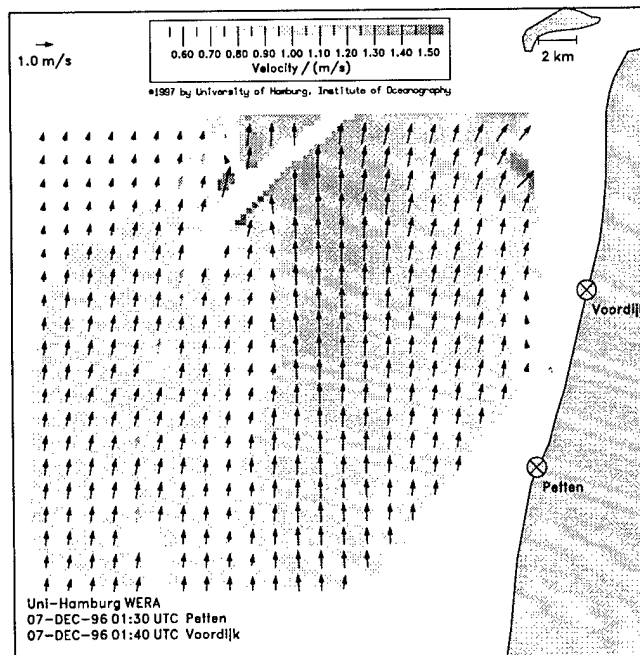 1.0 m/s
0.60 0.70 0.80 0.90 1.00 1.10 1.20 1.30 1.40 1.50
Velocity / (m/s)
©1997 by University of Hamburg, Institute of Oceanography
2 km
Voordijk
Petten
Uni-Hamburg WERA
07-DEC-96 01:30 UTC Petten
07-DEC-96 01:40 UTC Voordijk